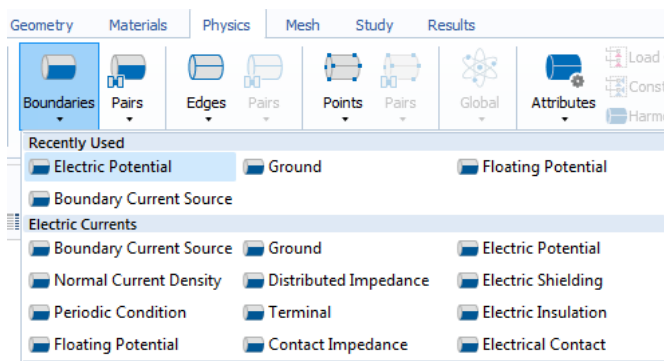 Geometry Materials Physics Mesh Study Results
Load
Const
Harm
Boundaries Pairs Edges Pairs Points Pairs Global Attributes
Recently Used
Electric Potential Ground Floating Potential
Boundary Current Source
Electric Currents
Boundary Current Source Ground Electric Potential
Normal Current Density Distributed Impedance Electric Shielding
Periodic Condition Terminal Electric Insulation
Floating Potential Contact Impedance Electrical Contact